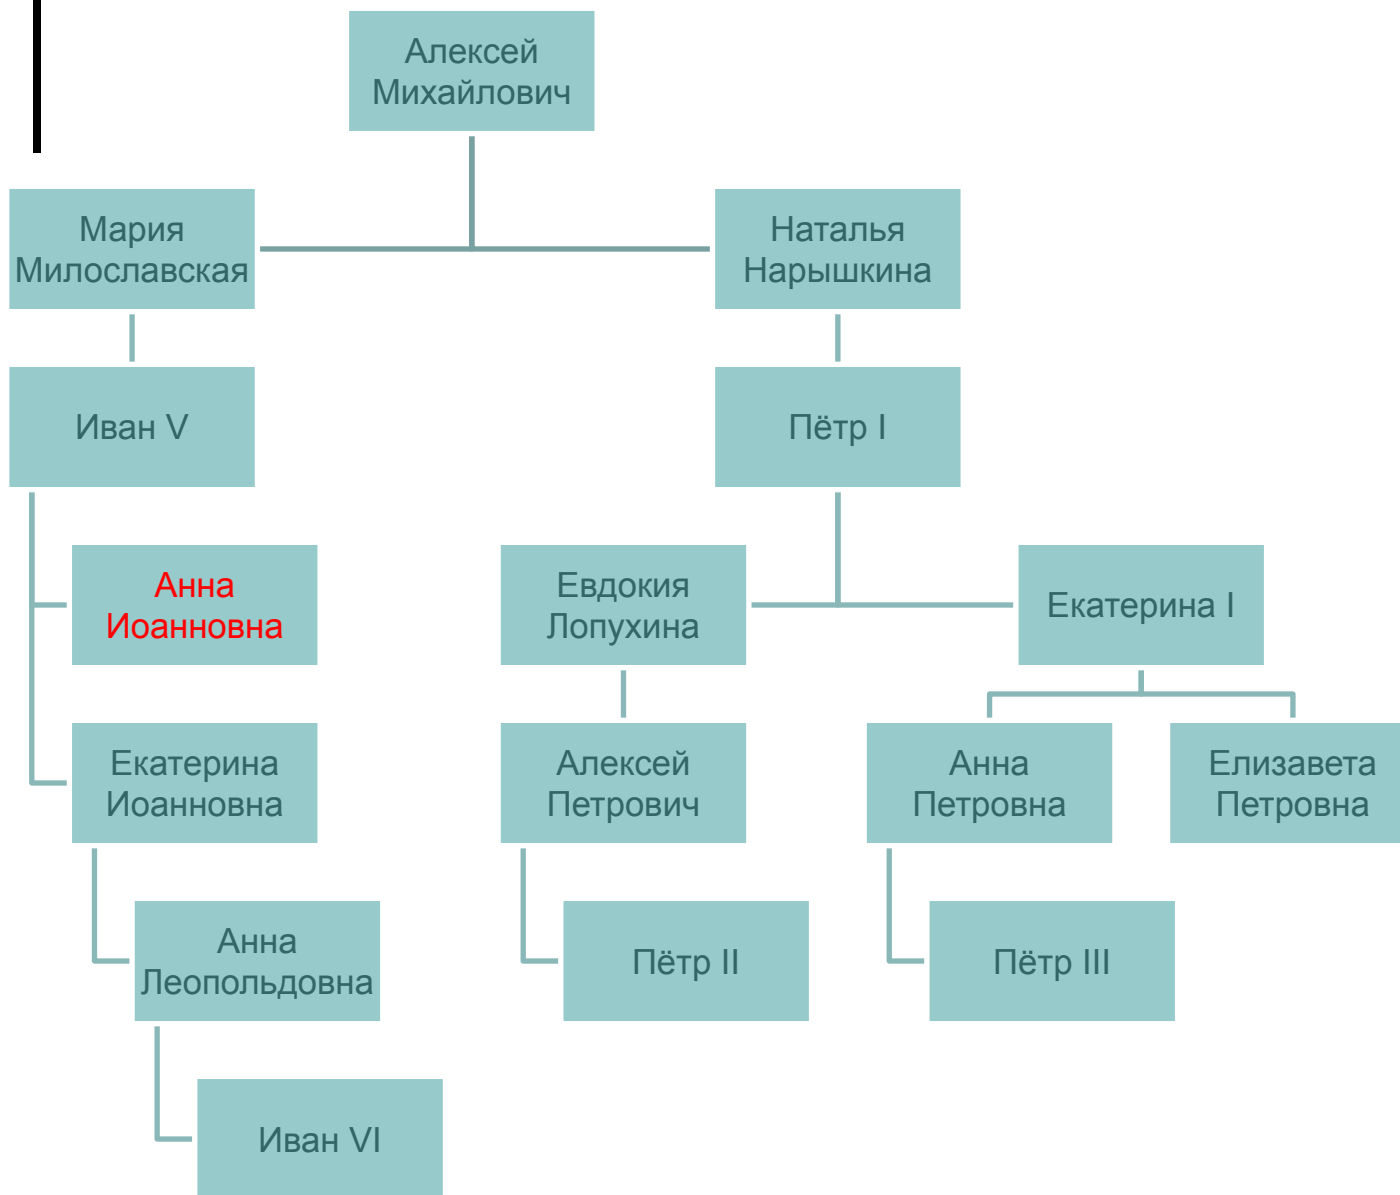 Алексей
Михайлович
Мария
Милославская
Наталья
Нарышкина
Иван V
Пётр I
Анна
Иоанновна
Евдокия
Лопухина
Екатерина I
Екатерина
Иоанновна
Алексей
Петрович
Анна
Петровна
Елизавета
Петровна
Анна
Леопольдовна
Пётр II
Пётр III
Иван VI